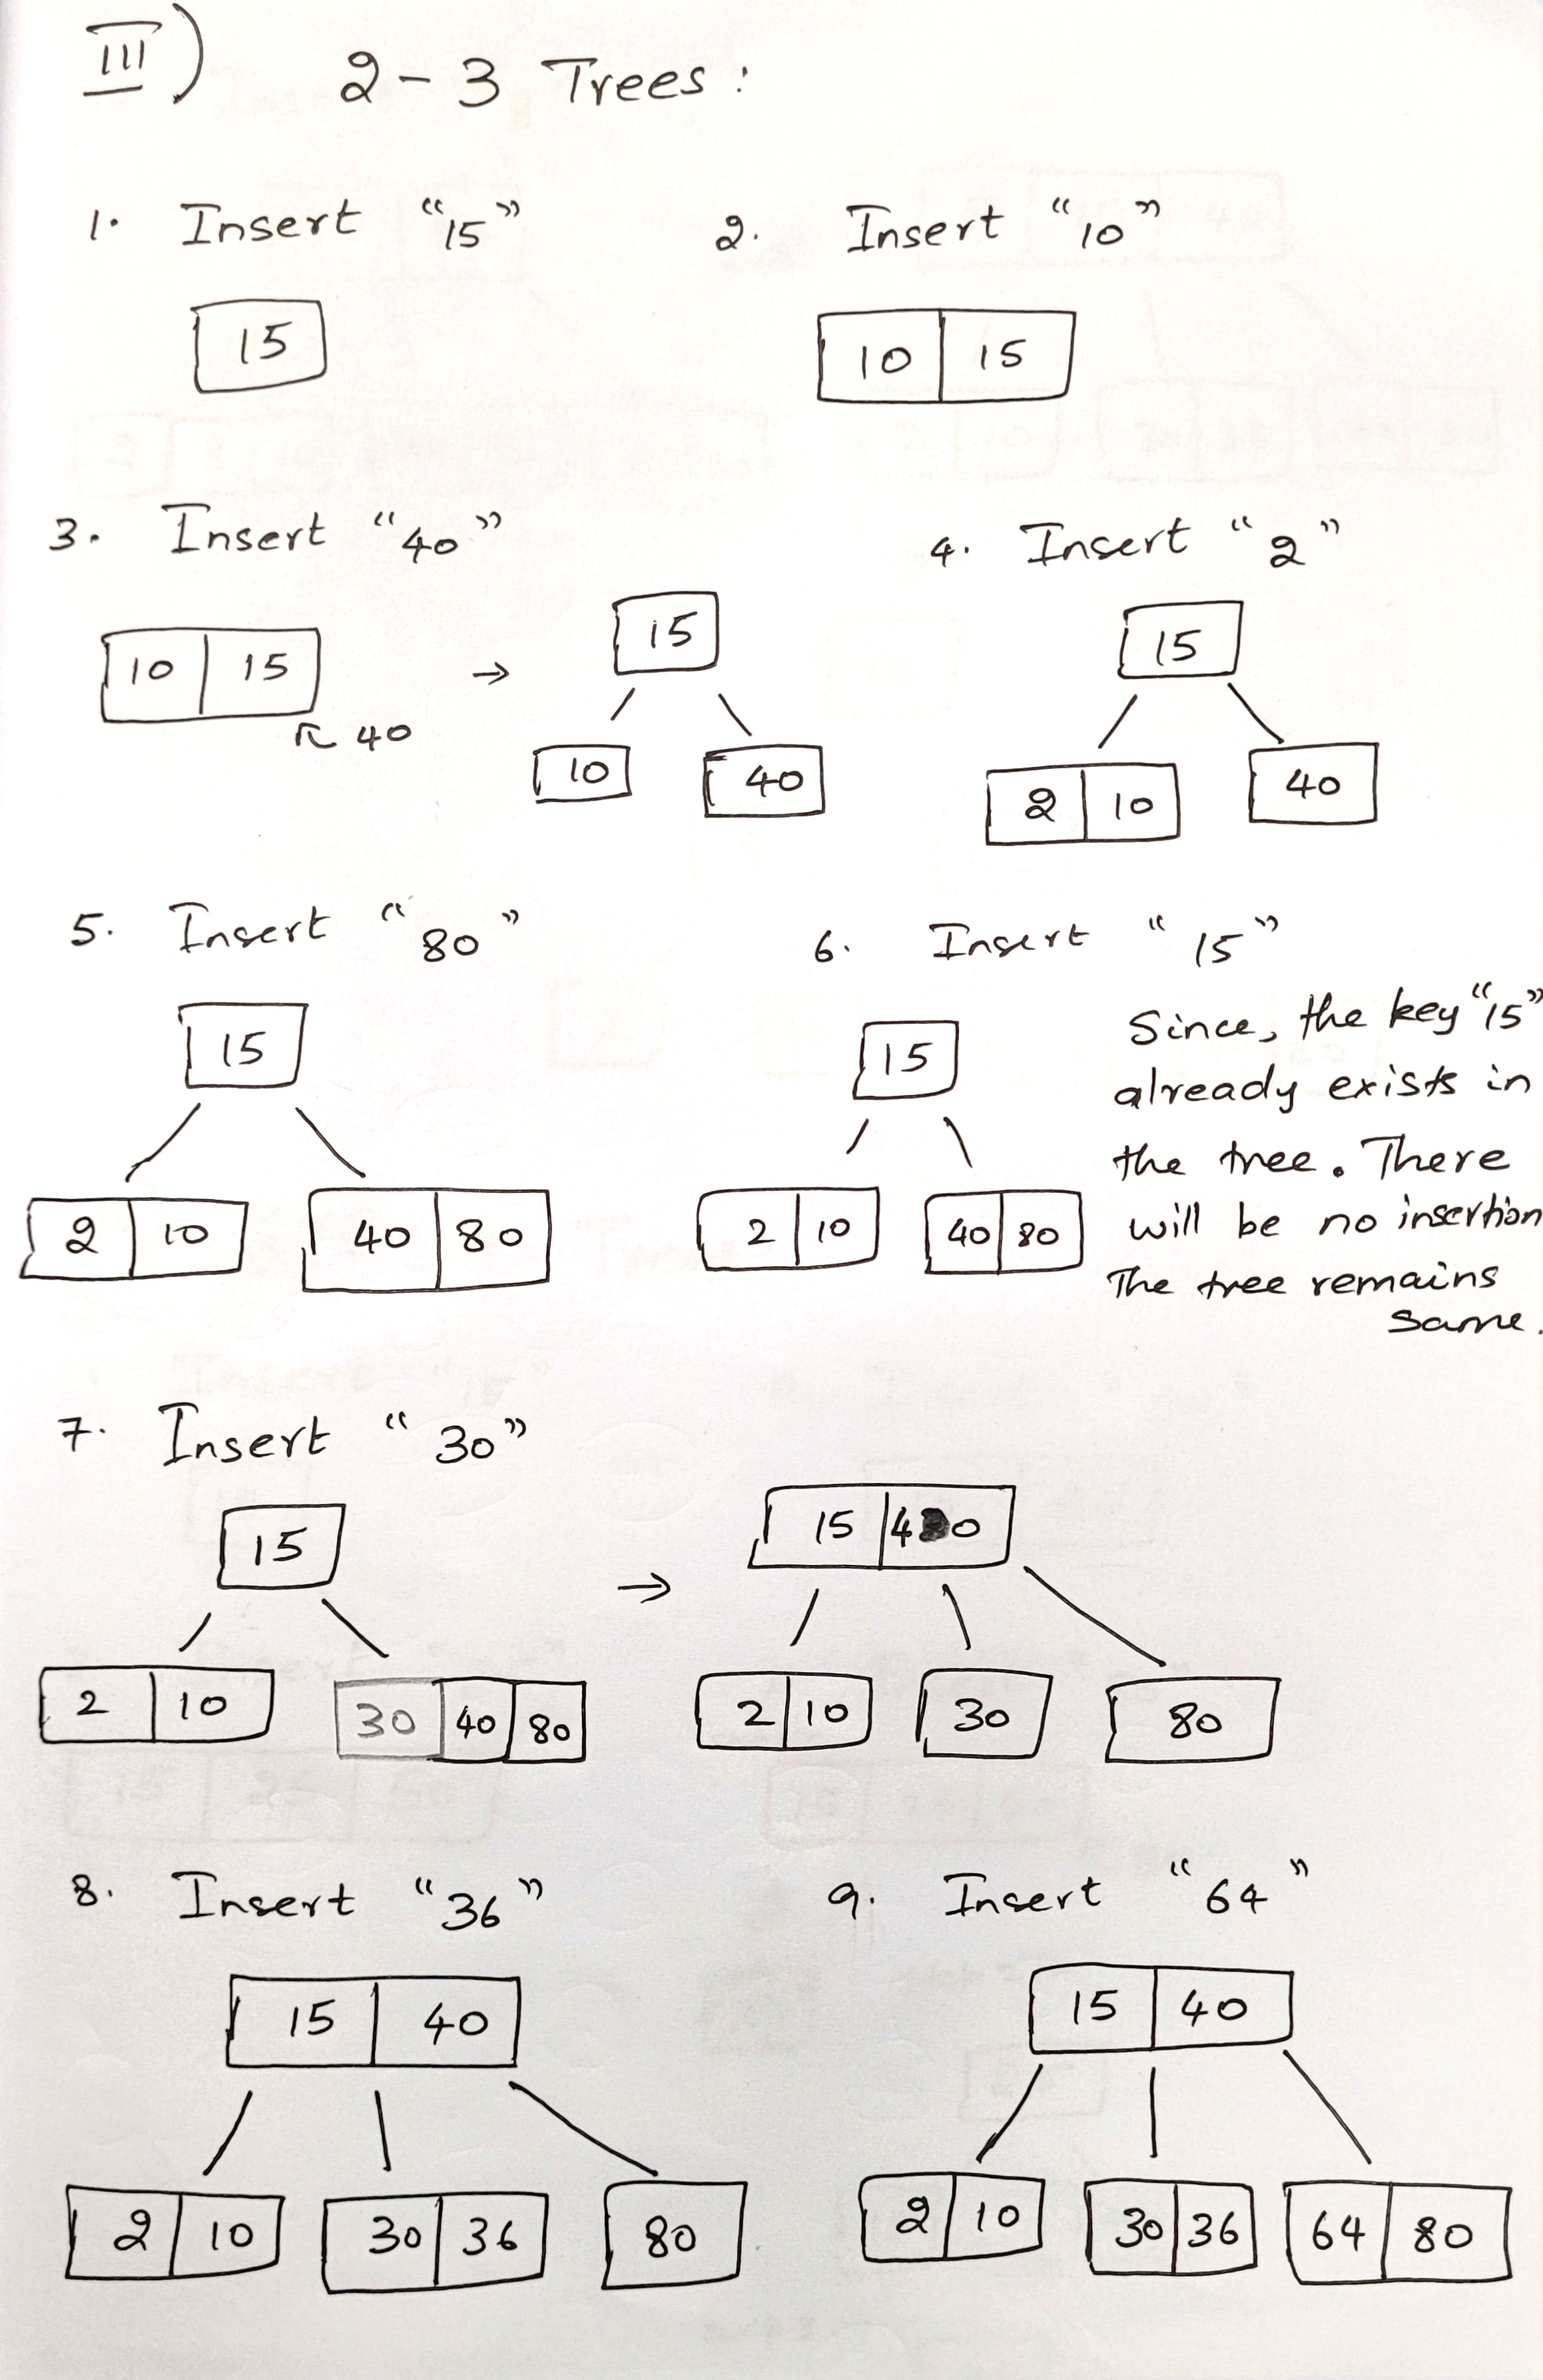 III) 2-3 Trees :
1. Insert "15" 2. Insert "10"
15 10 15
3. Insert "40" 4. Insert "2"
10 15 → 15 15
40
10 40 2 10 40
5. Insert "80" 6. Insert "15"
15 15 Since, the key "15"
already exists in
the tree. There
2 10 40 80 2 10 40 80 will be no insertion
The tree remains
same.
7. Insert "30"
15 → 15 40
2 10 30 40 80 2 10 30 80
8. Insert "36" 9. Insert "64"
15 40 15 40
2 10 30 36 80 2 10 30 36 64 80